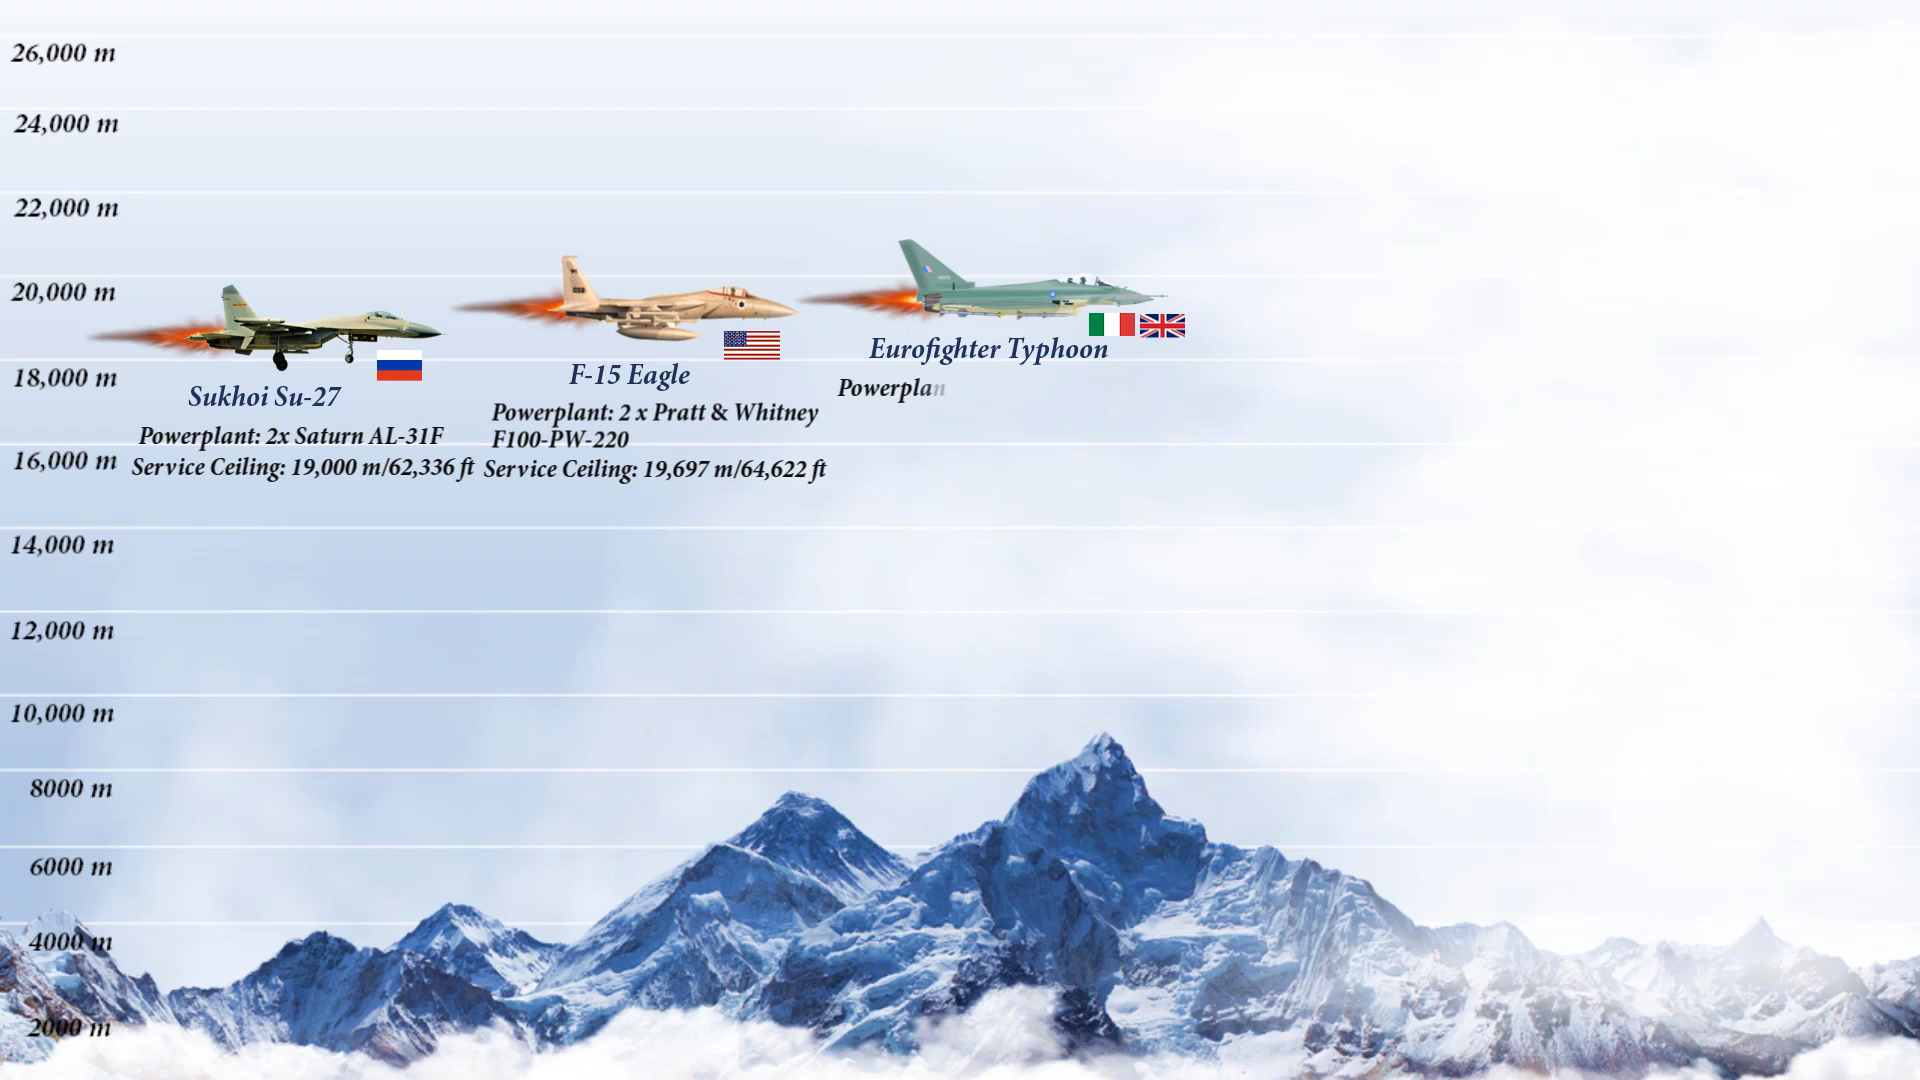 26,000 m
24,000 m
22,000 m
20,000 m
18,000 m
16,000 m
14,000 m
12,000 m
10,000 m
8000 m
6000 m
4000 m
2000 m
Sukhoi Su-27
Powerplant: 2x Saturn AL-31F
Service Ceiling: 19,000 m/62,336 ft
F-15 Eagle
Powerplant: 2 x Pratt & Whitney
F100-PW-220
Service Ceiling: 19,697 m/64,622 ft
Eurofighter Typhoon
Powerplan